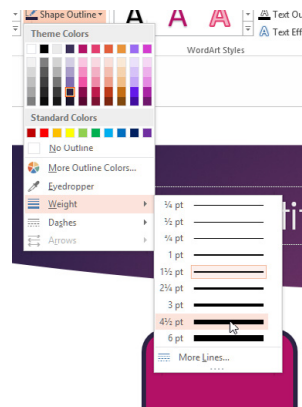 Shape Outline
A A A
Text Ou
Text Eff
WordArt Styles
Theme Colors
Standard Colors
No Outline
More Outline Colors...
Eyedropper
Weight
Dashes
Arrows
¼ pt
½ pt
¾ pt
1 pt
1½ pt
2¼ pt
3 pt
4½ pt
6 pt
More Lines...
tit